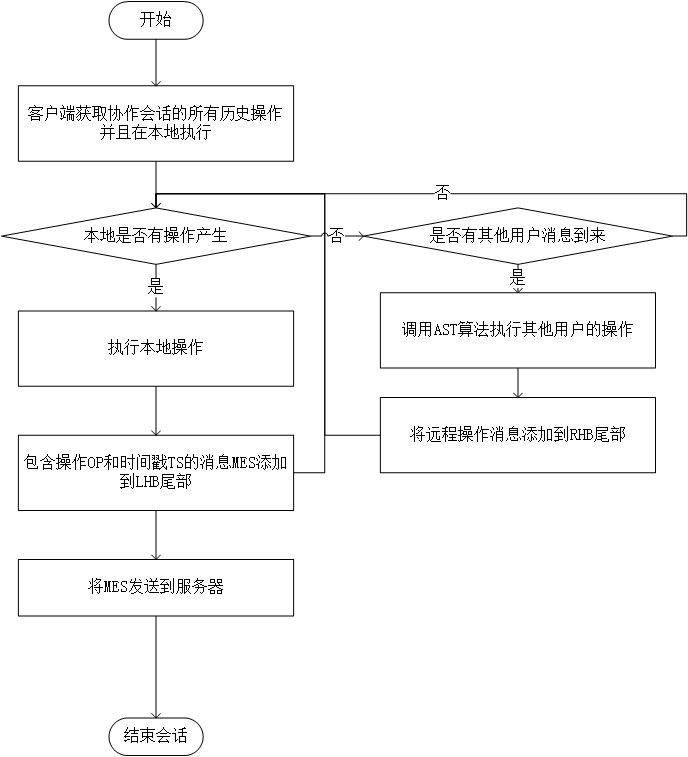 开始
客户端获取协作会话的所有历史操作
并且在本地执行
否
本地是否有操作产生
否
是否有其他用户消息到来
是
是
执行本地操作
调用AST算法执行其他用户的操作
将远程操作消息添加到RHB尾部
包含操作OP和时间戳TS的消息MES添加
到LHB尾部
将MES发送到服务器
结束会话